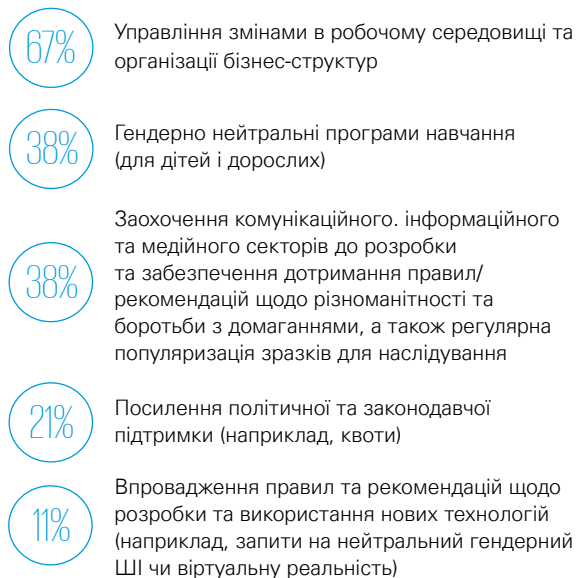 67%
Управління змінами в робочому середовищі та
організації бізнес-структур
38%
Гендерно нейтральні програми навчання
(для дітей і дорослих)
38%
Заохочення комунікаційного. інформаційного
та медійного секторів до розробки
та забезпечення дотримання правил/
рекомендацій щодо різноманітності та
боротьби з домаганнями, а також регулярна
популяризація зразків для наслідування
21%
Посилення політичної та законодавчої
підтримки (наприклад, квоти)
11%
Впровадження правил та рекомендацій щодо
розробки та використання нових технологій
(наприклад, запити на нейтральний гендерний
ШІ чи віртуальну реальність)